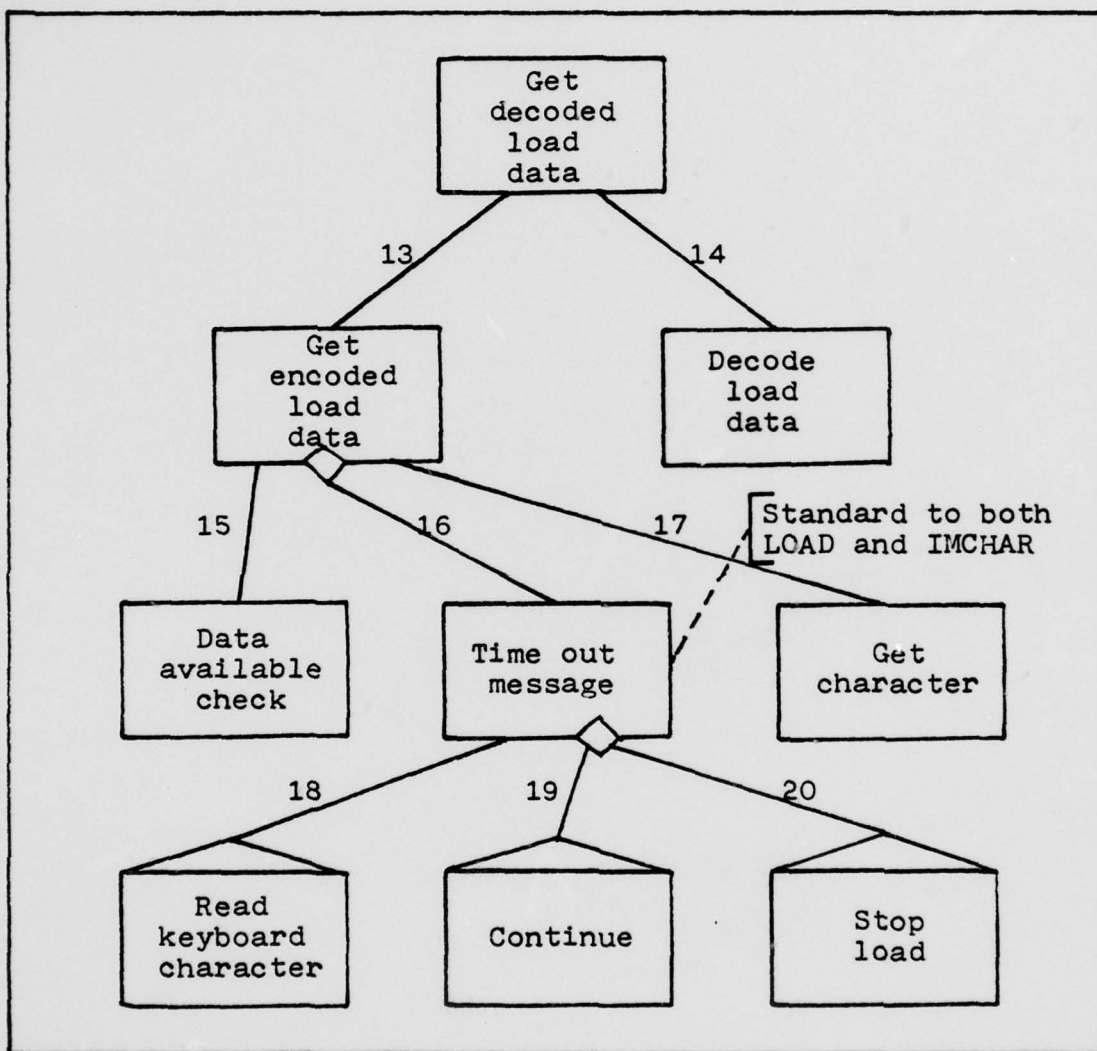 Get
decoded
load
data
13
14
Get
encoded
load
data
Decode
load
data
15
16
17
Standard to both
LOAD and IMCHAR
Data
available
check
Time out
message
Get
character
18
19
20
Read
keyboard
character
Continue
Stop
load